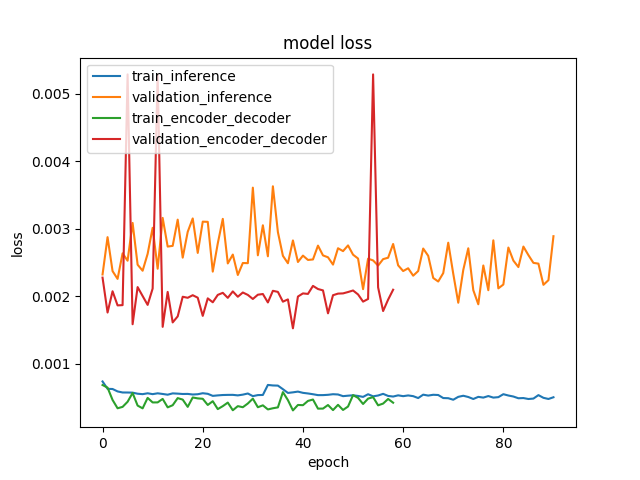 model loss
train_inference
validation_inference
train_encoder_decoder
validation_encoder_decoder
0.005
0.004
0.003
0.002
0.001
loss
0 20 40 60 80
epoch